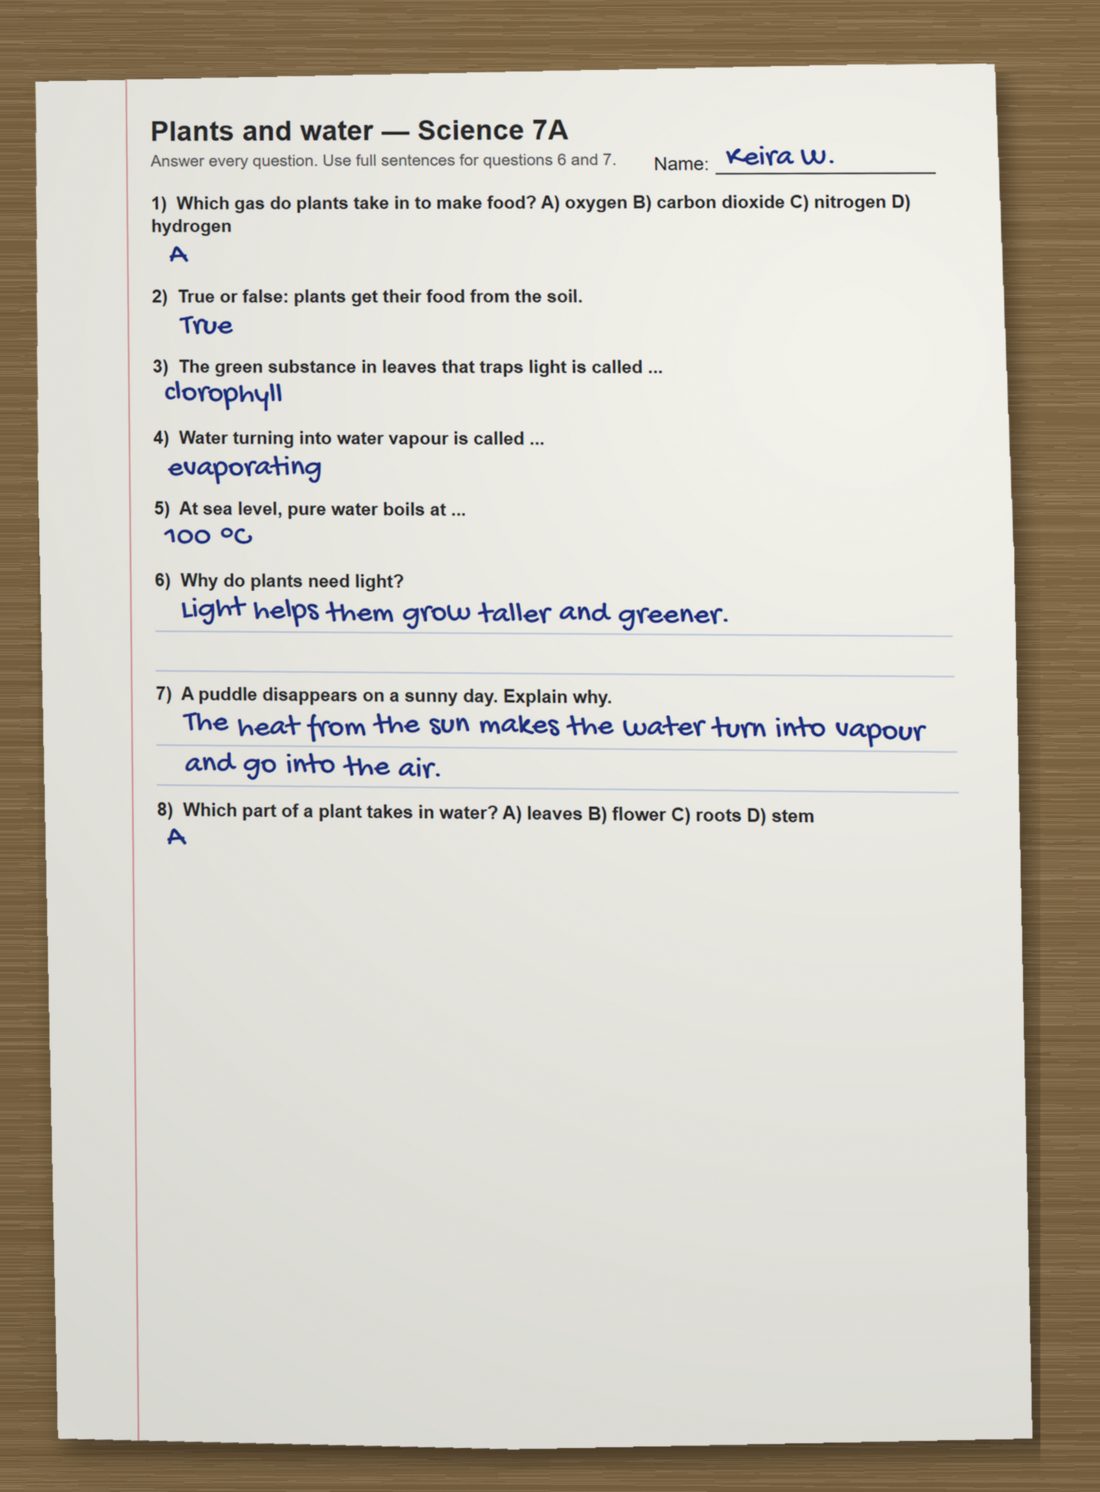 Plants and water — Science 7A
Answer every question. Use full sentences for questions 6 and 7.
Name: Keira W.
1) Which gas do plants take in to make food? A) oxygen B) carbon dioxide C) nitrogen D)
hydrogen
A
2) True or false: plants get their food from the soil.
True
3) The green substance in leaves that traps light is called ...
clorophyll
4) Water turning into water vapour is called ...
evaporating
5) At sea level, pure water boils at ...
100 °C
6) Why do plants need light?
Light helps them grow taller and greener.
7) A puddle disappears on a sunny day. Explain why.
The heat from the sun makes the water turn into vapour
and go into the air.
8) Which part of a plant takes in water? A) leaves B) flower C) roots D) stem
A